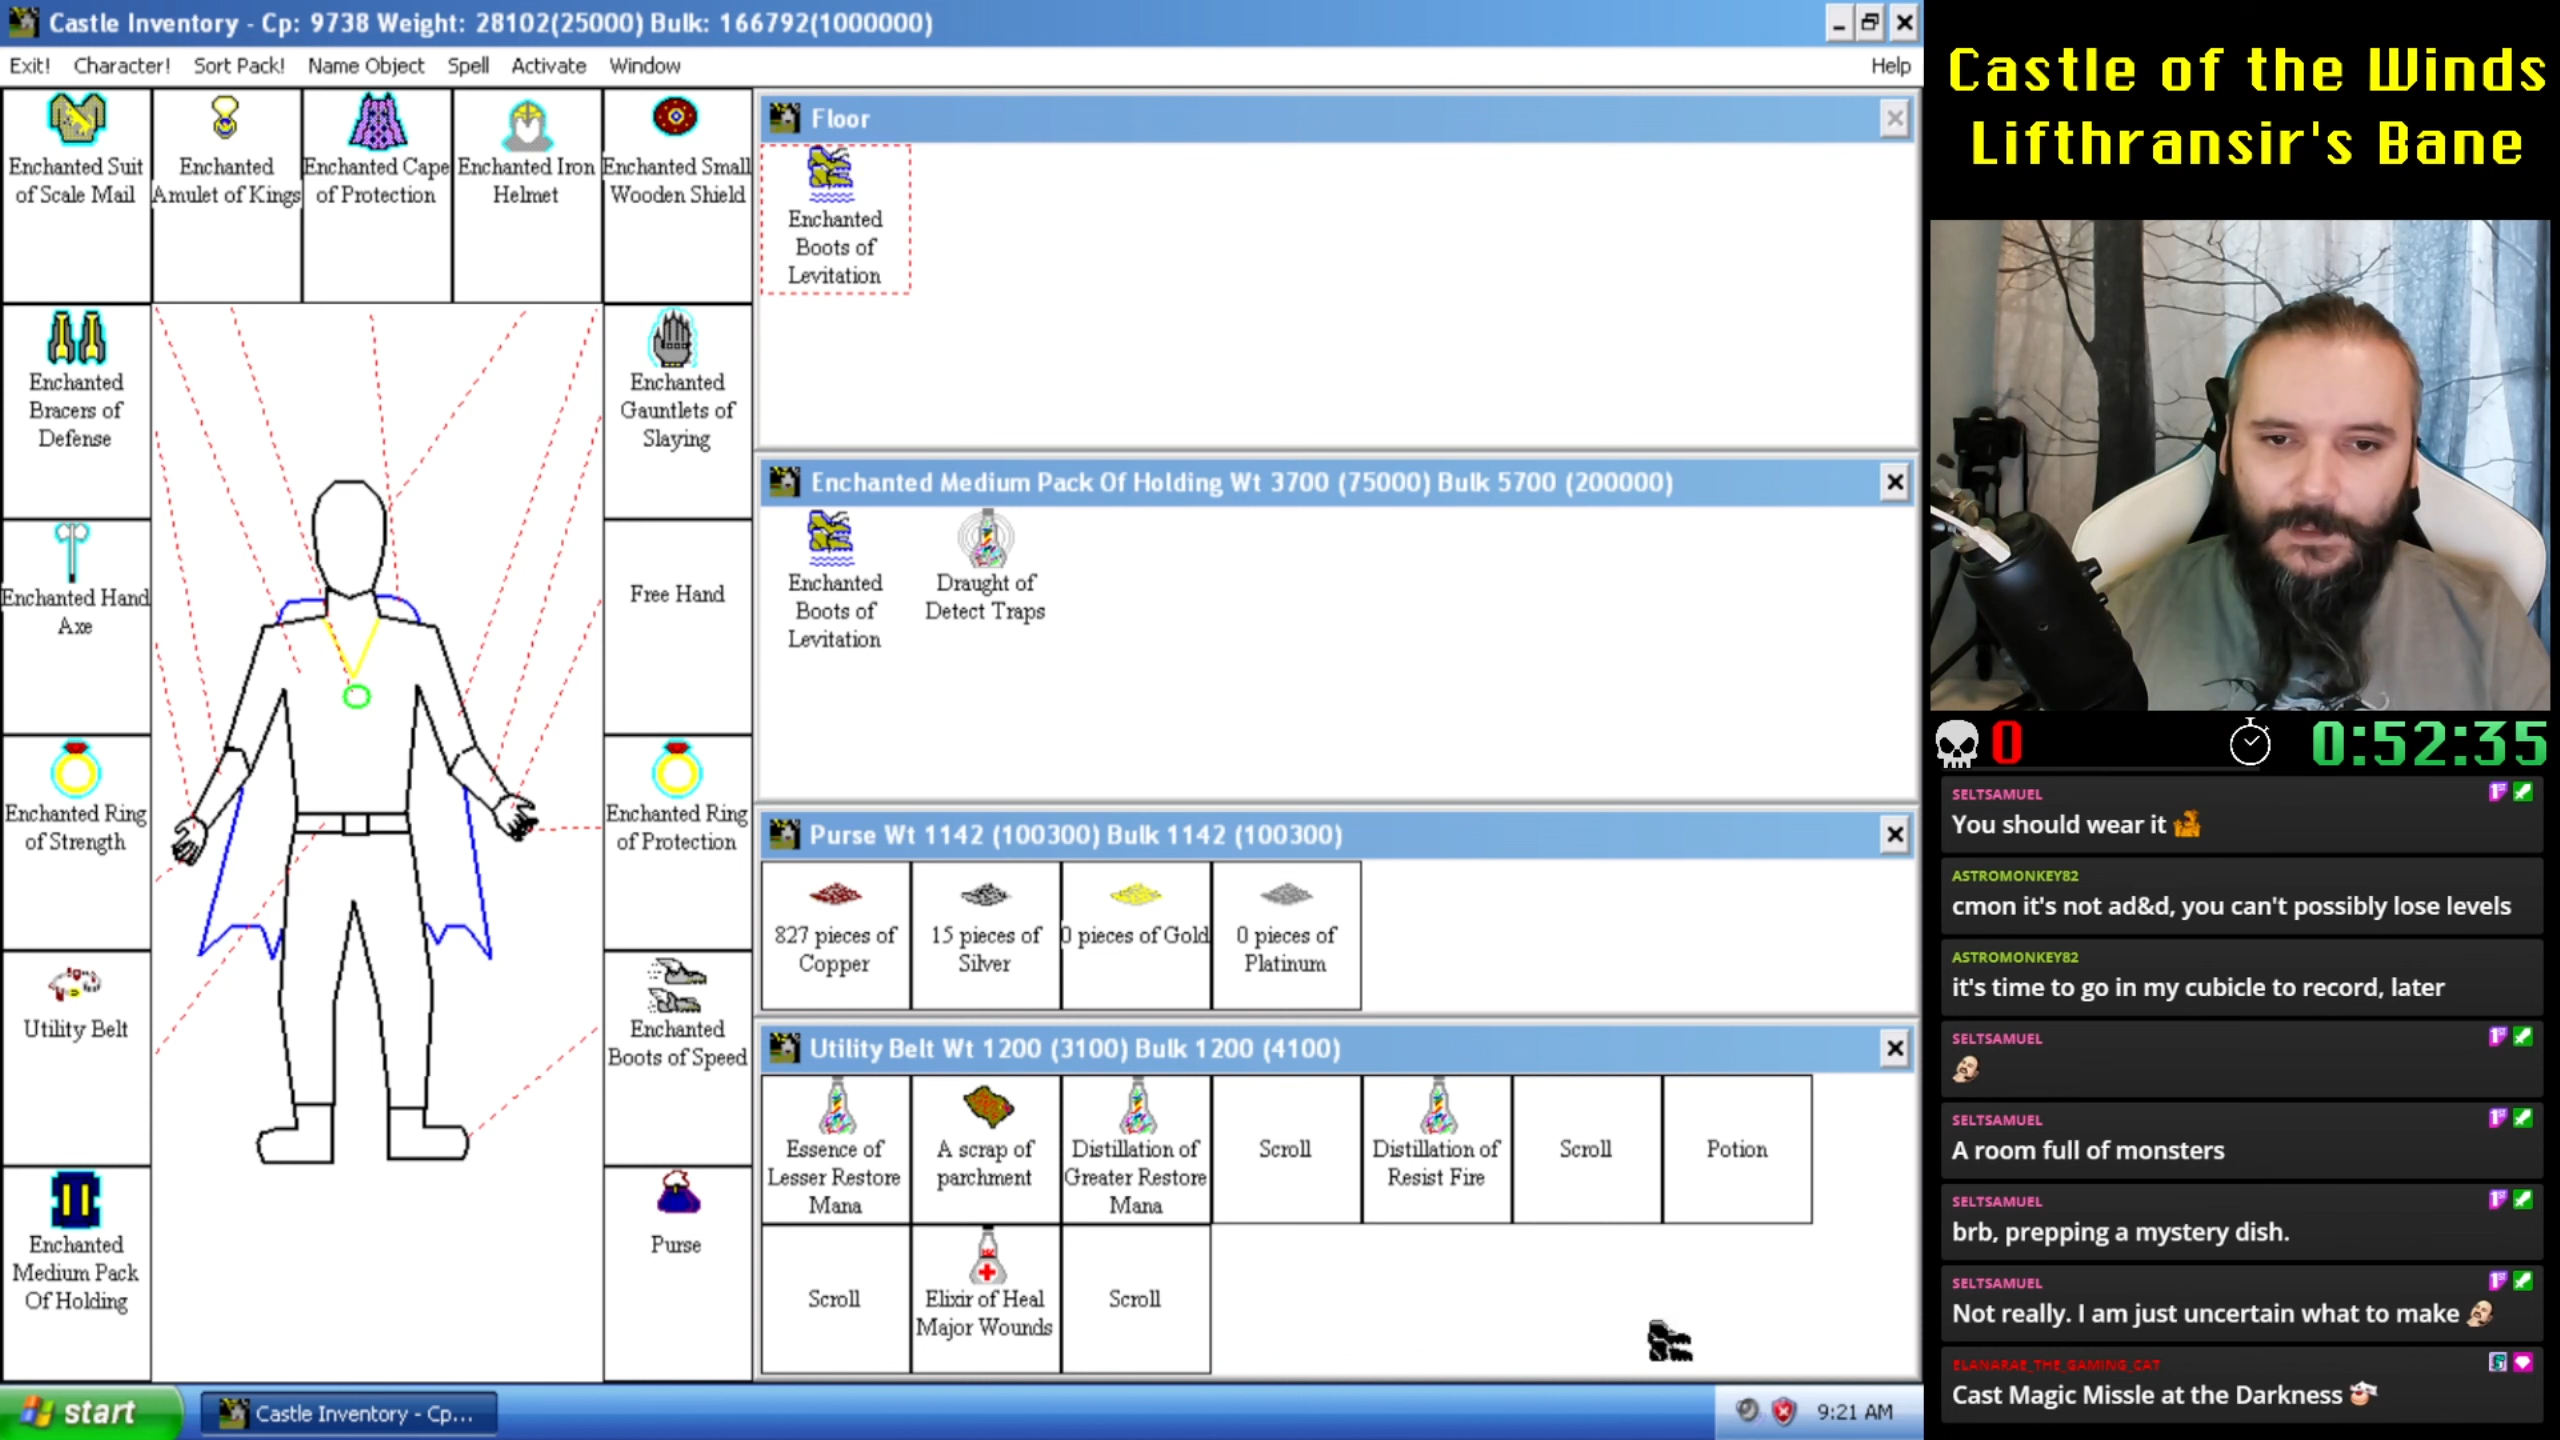 Castle Inventory - Cp: 9738 Weight: 28102(25000) Bulk: 166792(1000000)
Exit! Character! Sort Pack! Name Object Spell Activate Window Help
Enchanted Suit
of Scale Mail
Enchanted
Amulet of Kings
Enchanted Cape
of Protection
Enchanted Iron
Helmet
Enchanted Small
Wooden Shield
Enchanted
Bracers of
Defense
Enchanted
Gauntlets of
Slaying
Enchanted Hand
Axe
Free Hand
Enchanted Ring
of Strength
Enchanted Ring
of Protection
Utility Belt
Enchanted
Boots of Speed
Enchanted
Medium Pack
Of Holding
Purse
Floor
Enchanted
Boots of
Levitation
Enchanted Medium Pack Of Holding Wt 3700 (75000) Bulk 5700 (200000)
Enchanted
Boots of
Levitation
Draught of
Detect Traps
Purse Wt 1142 (100300) Bulk 1142 (100300)
827 pieces of
Copper
15 pieces of
Silver
0 pieces of Gold
0 pieces of
Platinum
Utility Belt Wt 1200 (3100) Bulk 1200 (4100)
Essence of
Lesser Restore
Mana
A scrap of
parchment
Distillation of
Greater Restore
Mana
Scroll
Distillation of
Resist Fire
Scroll
Potion
Scroll
Elixir of Heal
Major Wounds
Scroll
start
Castle Inventory - Cp...
9:21 AM
Castle of the Winds
Lifthransir's Bane
0 0:52:35
SELTSAMUEL
You should wear it
ASTROMONKEY82
cmon it's not ad&d, you can't possibly lose levels
ASTROMONKEY82
it's time to go in my cubicle to record, later
SELTSAMUEL
SELTSAMUEL
A room full of monsters
SELTSAMUEL
brb, prepping a mystery dish.
SELTSAMUEL
Not really. I am just uncertain what to make
ELANARAE_THE_GAMING_CAT
Cast Magic Missle at the Darkness